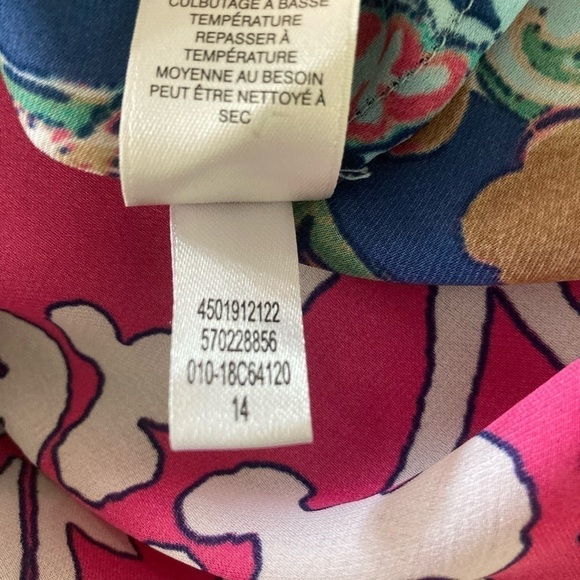 CULBUTAGE À BASSE
TEMPÉRATURE
REPASSER À
TEMPÉRATURE
MOYENNE AU BESOIN
PEUT ÊTRE NETTOYÉ À
SEC
4501912122
570228856
010-18C64120
14